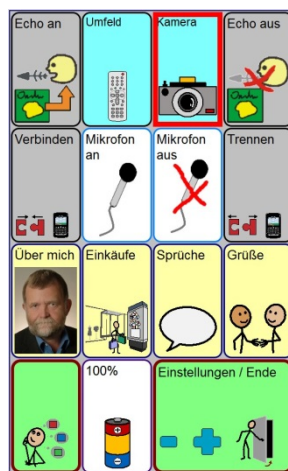 Echo an
Umfeld
Kamera
Echo aus
Verbinden
Mikrofon
an
Mikrofon
aus
Trennen
Über mich
Einkäufe
Sprüche
Grüße
100%
Einstellungen / Ende